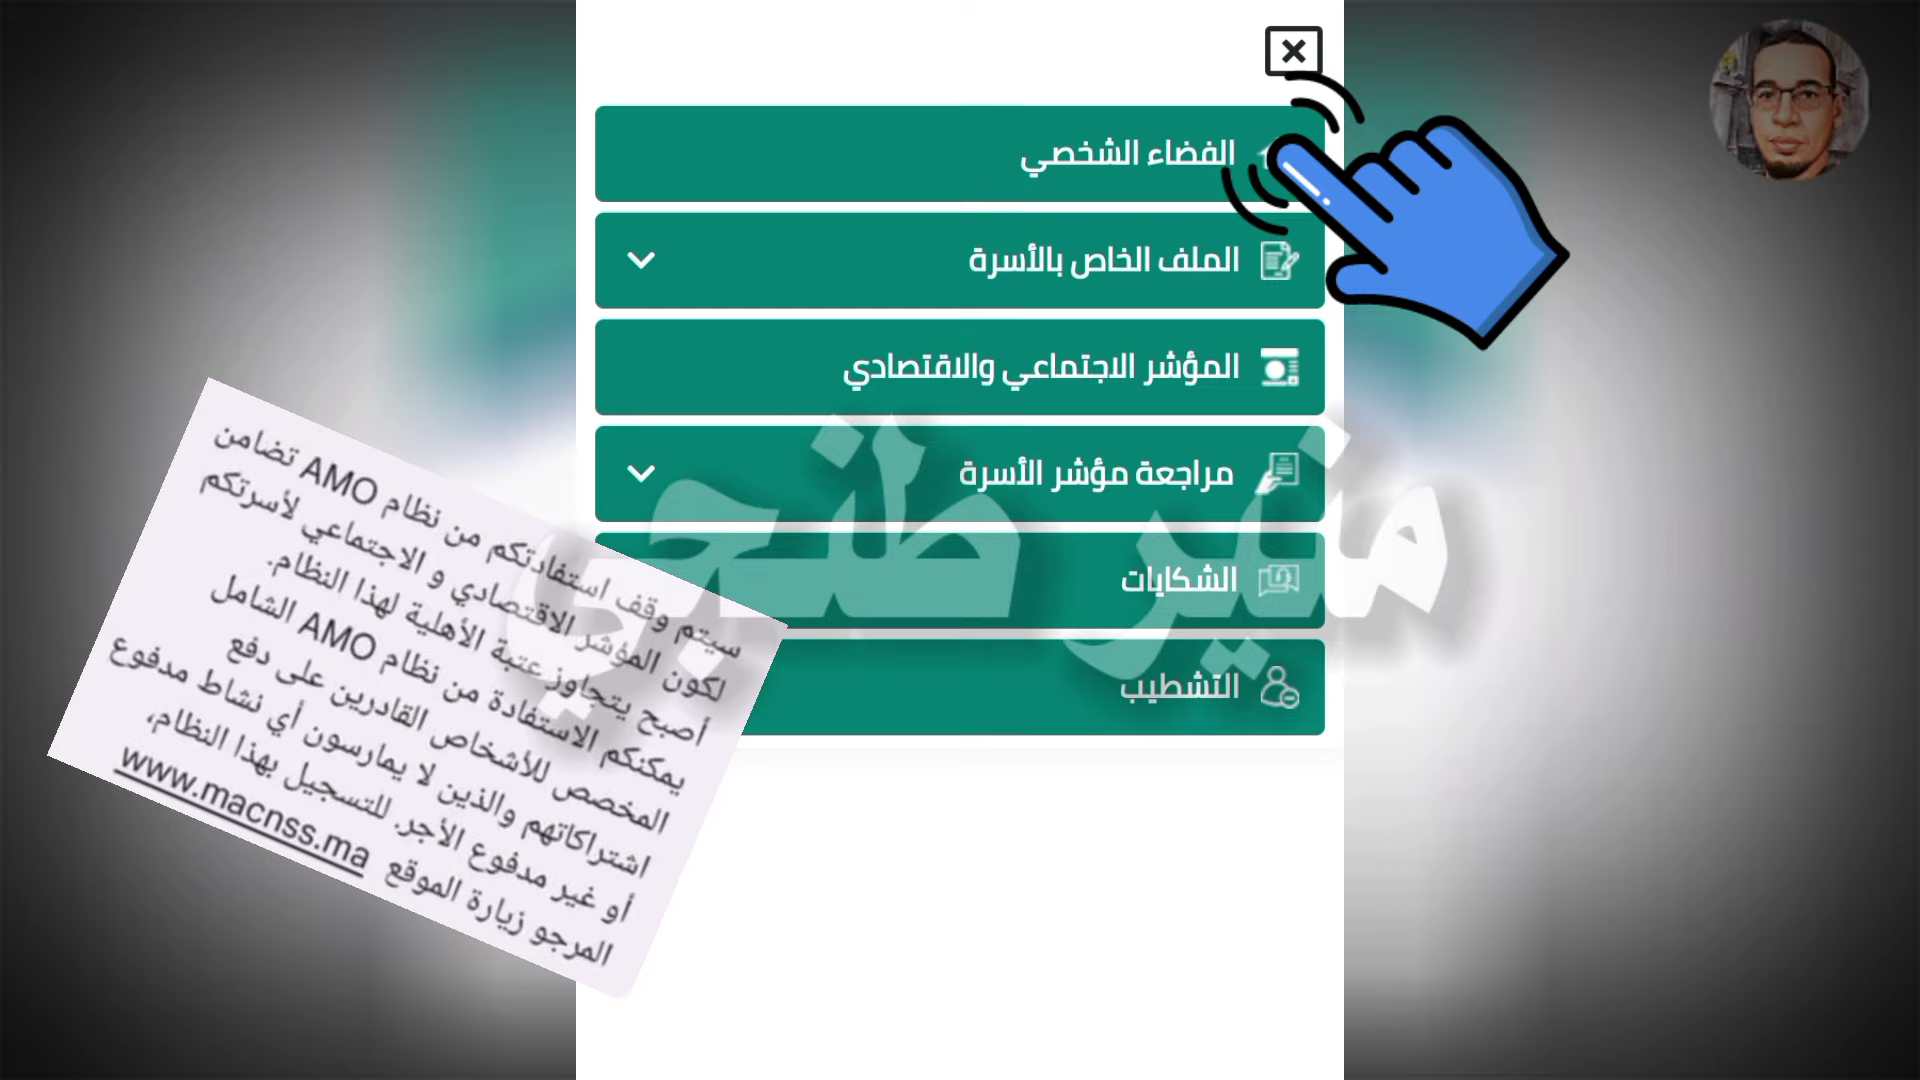 الفضاء الشخصي
الملف الخاص بالأسرة
المؤشر الاجتماعي والاقتصادي
مراجعة مؤشر الأسرة
الشكايات
التشطيب
منير طنجي
سيتم وقف استفادتكم من نظام AMO تضامن
لكون المؤشر الاقتصادي و الاجتماعي لأسرتكم
أصبح يتجاوز عتبة الأهلية لهذا النظام.
يمكنكم الاستفادة من نظام AMO الشامل
المخصص للأشخاص القادرين على دفع
اشتراكاتهم والذين لا يمارسون أي نشاط مدفوع
أو غير مدفوع الأجر. للتسجيل بهذا النظام،
المرجو زيارة الموقع www.macnss.ma